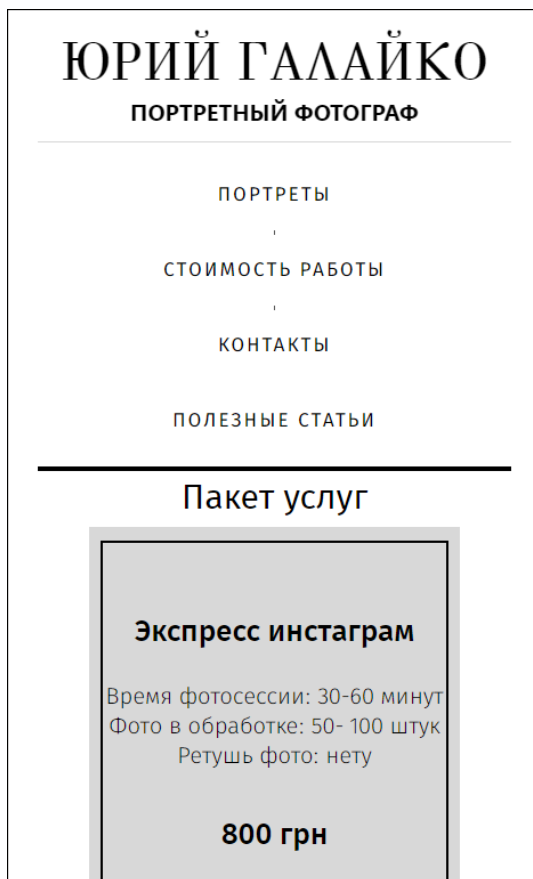 ЮРИЙ ГАЛАЙКО
ПОРТРЕТНЫЙ ФОТОГРАФ
ПОРТРЕТЫ
СТОИМОСТЬ РАБОТЫ
КОНТАКТЫ
ПОЛЕЗНЫЕ СТАТЬИ
Пакет услуг
Экспресс инстаграм
Время фотосессии: 30-60 минут
Фото в обработке: 50- 100 штук
Ретушь фото: нету
800 грн